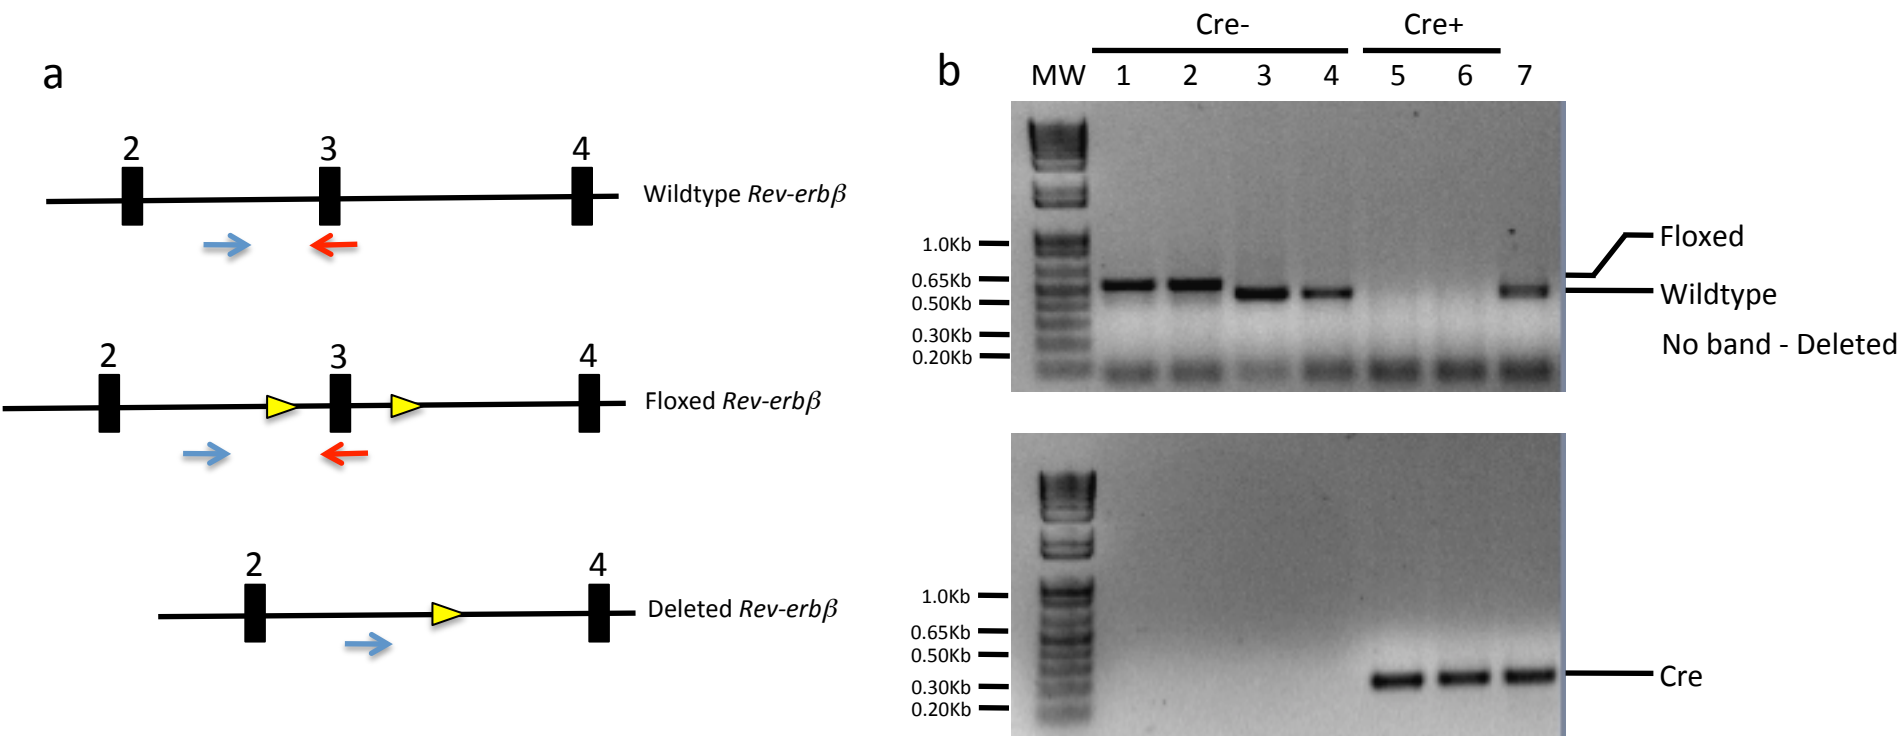 a
2 3 4
Wildtype Rev-erbβ
2 3 4
Floxed Rev-erbβ
2 4
Deleted Rev-erbβ
b
Cre- Cre+
MW 1 2 3 4 5 6 7
1.0Kb
0.65Kb
0.50Kb
0.30Kb
0.20Kb
Floxed
Wildtype
No band - Deleted
1.0Kb
0.65Kb
0.50Kb
0.30Kb
0.20Kb
Cre